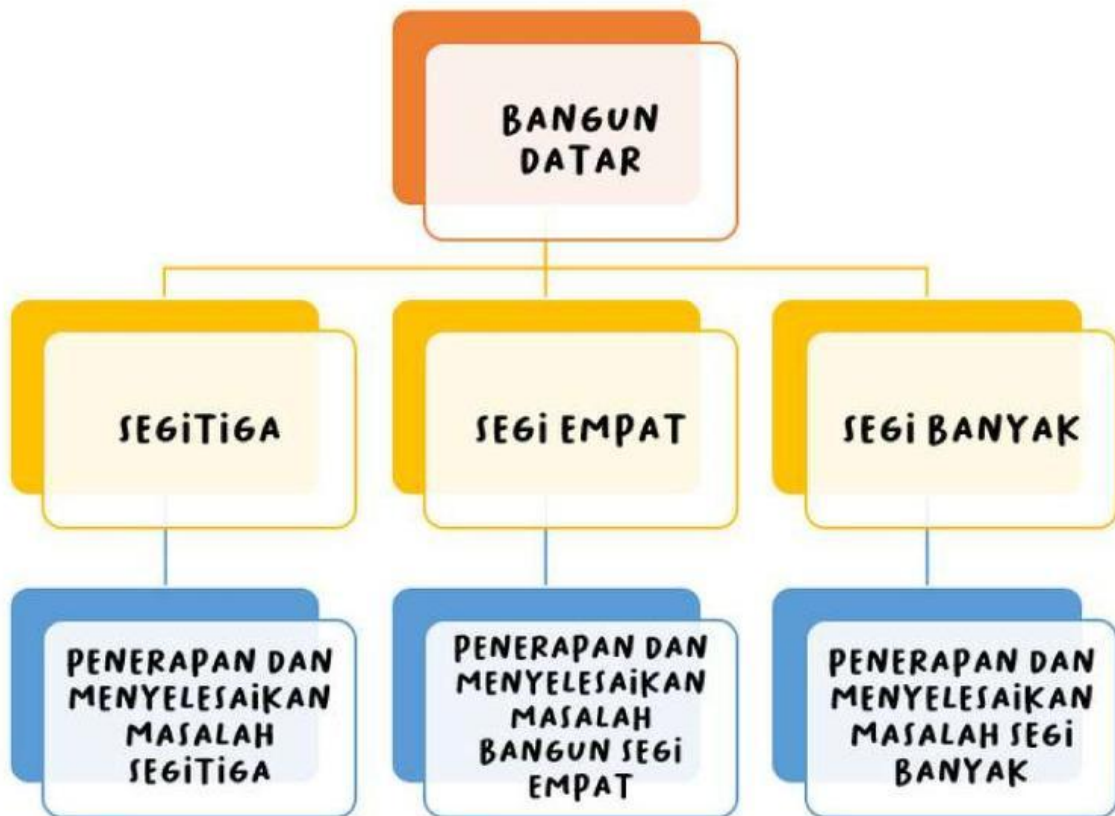 BANGUN
DATAR
SEGITIGA
SEGI EMPAT
SEGI BANYAK
PENERAPAN DAN
MENYELESAIKAN
MASALAH
SEGITIGA
PENERAPAN DAN
MENYELESAIKAN
MASALAH
BANGUN SEGI
EMPAT
PENERAPAN DAN
MENYELESAIKAN
MASALAH SEGI
BANYAK